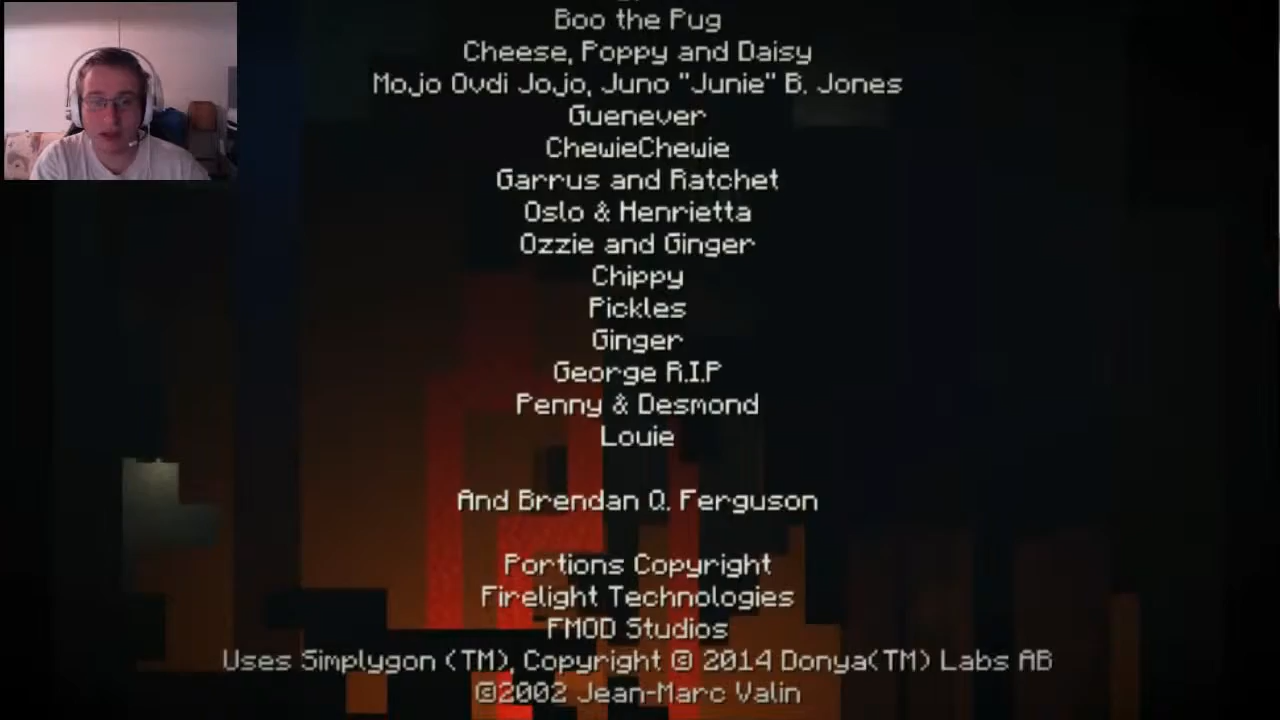 Boo the Pug
Cheese, Poppy and Daisy
Mojo Ovdi Jojo, Juno "Junie" B. Jones
Guenever
ChewieChewie
Garrus and Ratchet
Oslo & Henrietta
Ozzie and Ginger
Chippy
Pickles
Ginger
George R.I.P
Penny & Desmond
Louie
And Brendan Q. Ferguson
Portions Copyright
Firelight Technologies
FMOD Studios
Uses Simplygon (TM), Copyright © 2014 Donya(TM) Labs AB
©2002 Jean-Marc Valin